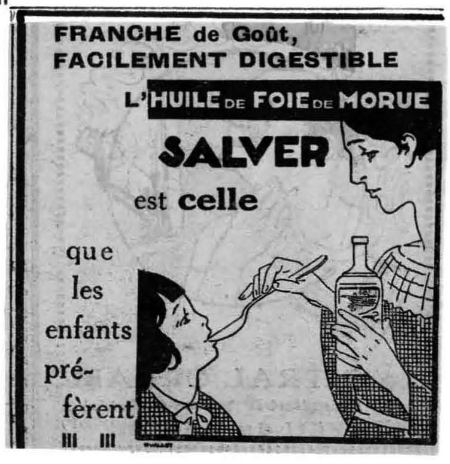 FRANCHE de Goût,
FACILEMENT DIGESTIBLE
L'HUILE DE FOIE DE MORUE
SALVER
est celle
que
les
enfants
pré-
fèrent
!!! !!!